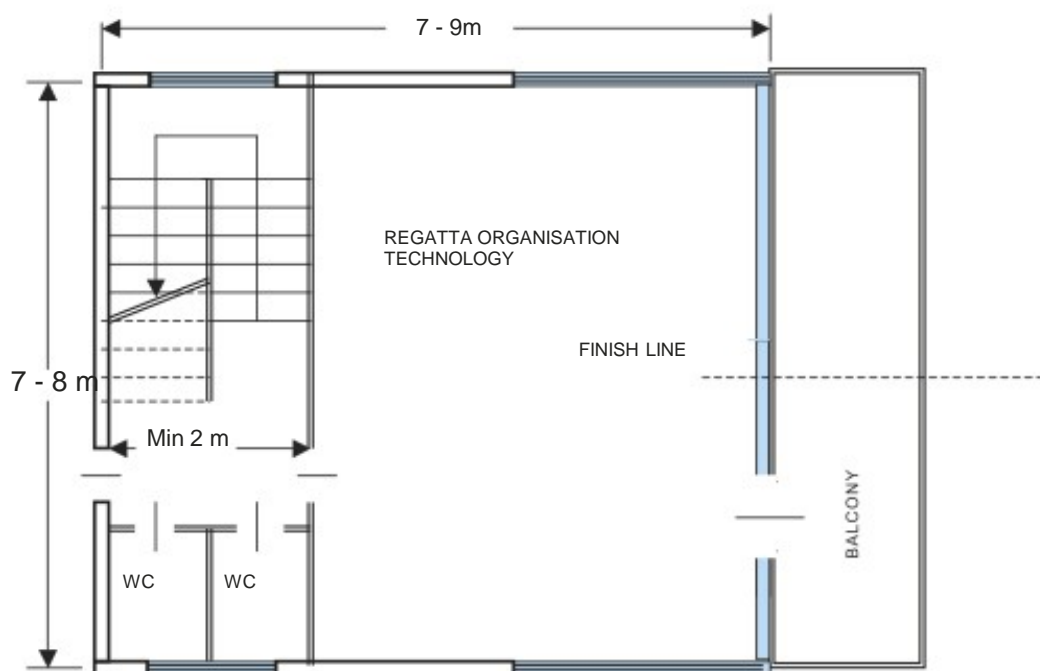 7 - 9m
REGATTA ORGANISATION
TECHNOLOGY
FINISH LINE
7 - 8 m
Min 2 m
BALCONY
WC
WC